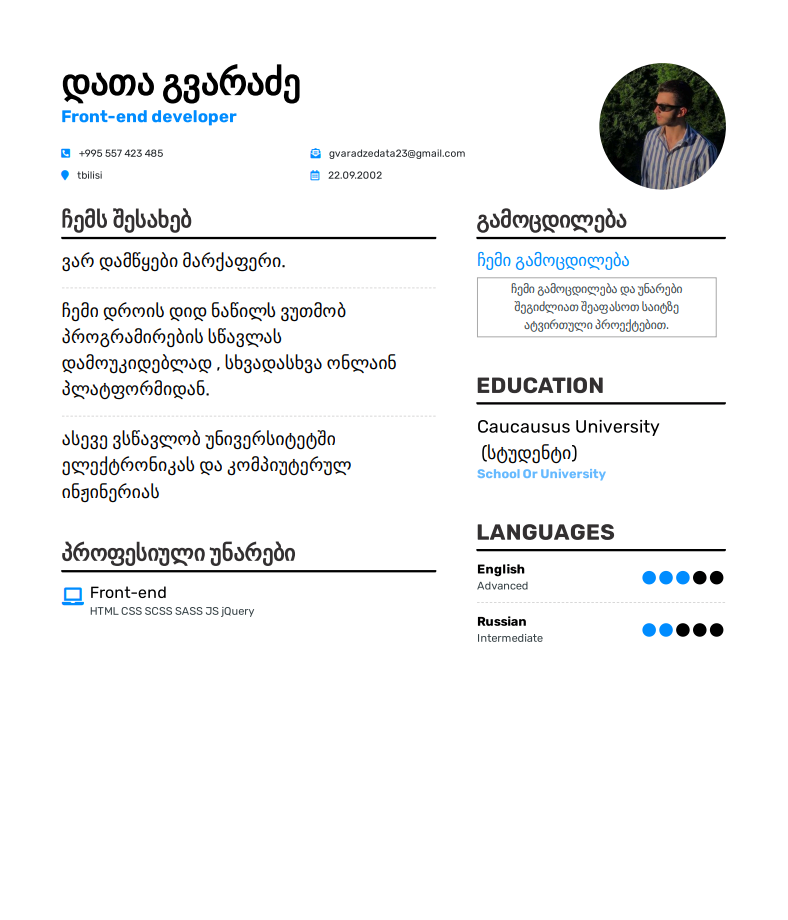 დათა გვარაძე
Front-end developer
+995 557 423 485
gvaradzedata23@gmail.com
tbilisi
22.09.2002
ჩემს შესახებ
ვარ დამწყები მარქაფერი.
ჩემი დროის დიდ ნაწილს ვუთმობ
პროგრამირების სწავლას
დამოუკიდებლად , სხვადასხვა ონლაინ
პლატფორმიდან.
ასევე ვსწავლობ უნივერსიტეტში
ელექტრონიკას და კომპიუტერულ
ინჟინერიას
პროფესიული უნარები
Front-end
HTML CSS SCSS SASS JS jQuery
გამოცდილება
ჩემი გამოცდილება
ჩემი გამოცდილება და უნარები
შეგიძლიათ შეაფასოთ საიტზე
ატვირთული პროექტებით.
EDUCATION
Caucausus University
(სტუდენტი)
School Or University
LANGUAGES
English
Advanced
Russian
Intermediate